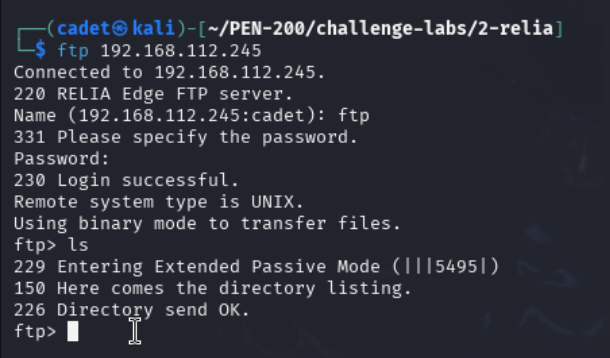 ┌──(cadet㉿kali)-[~/PEN-200/challenge-labs/2-relia]
└─$ ftp 192.168.112.245
Connected to 192.168.112.245.
220 RELIA Edge FTP server.
Name (192.168.112.245:cadet): ftp
331 Please specify the password.
Password:
230 Login successful.
Remote system type is UNIX.
Using binary mode to transfer files.
ftp> ls
229 Entering Extended Passive Mode (|||5495|)
150 Here comes the directory listing.
226 Directory send OK.
ftp>